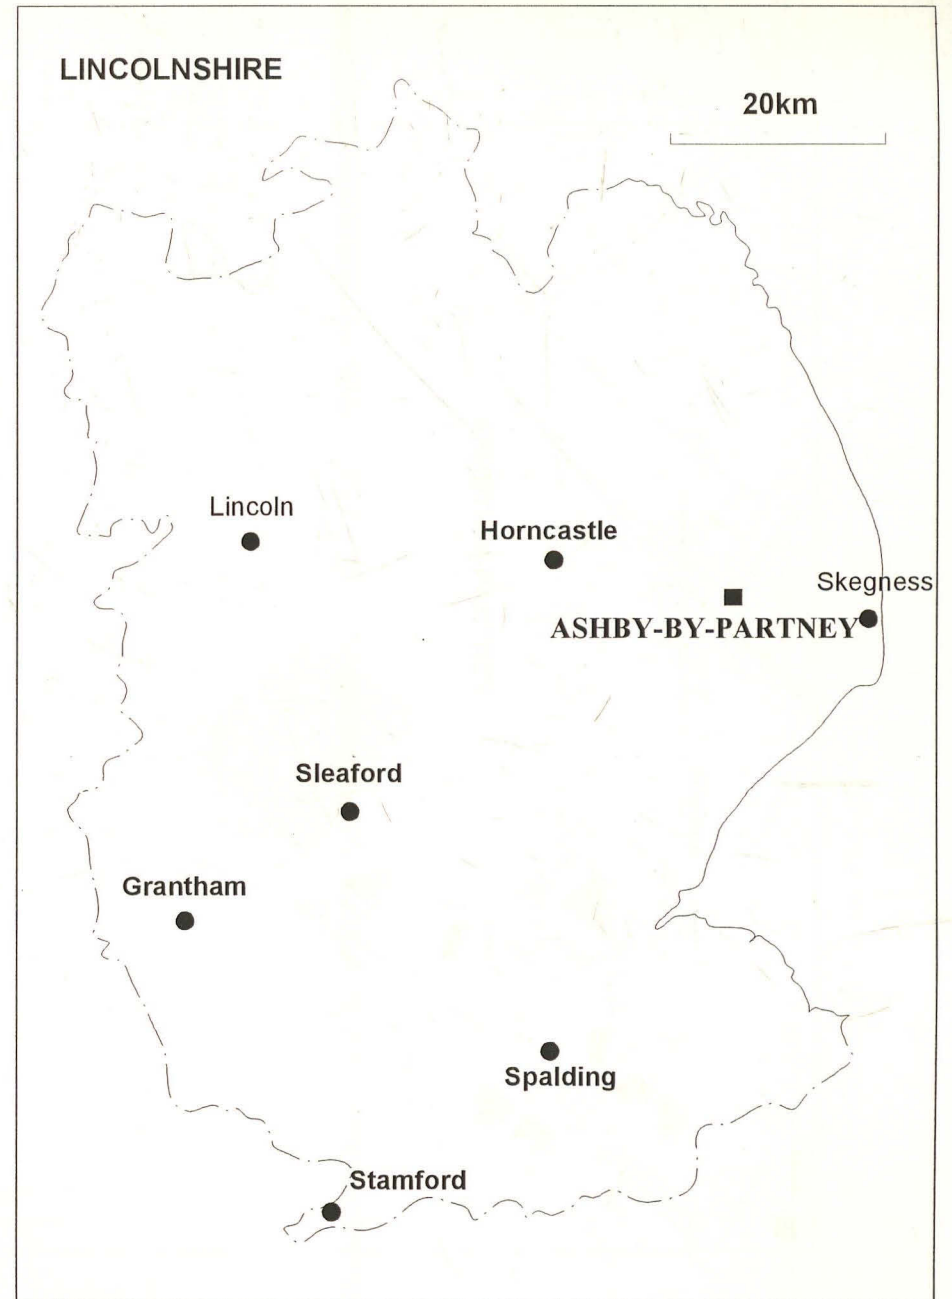 LINCOLNSHIRE
20km
Lincoln
Horncastle
Skegness
ASHBY-BY-PARTNEY
Sleaford
Grantham
Spalding
Stamford